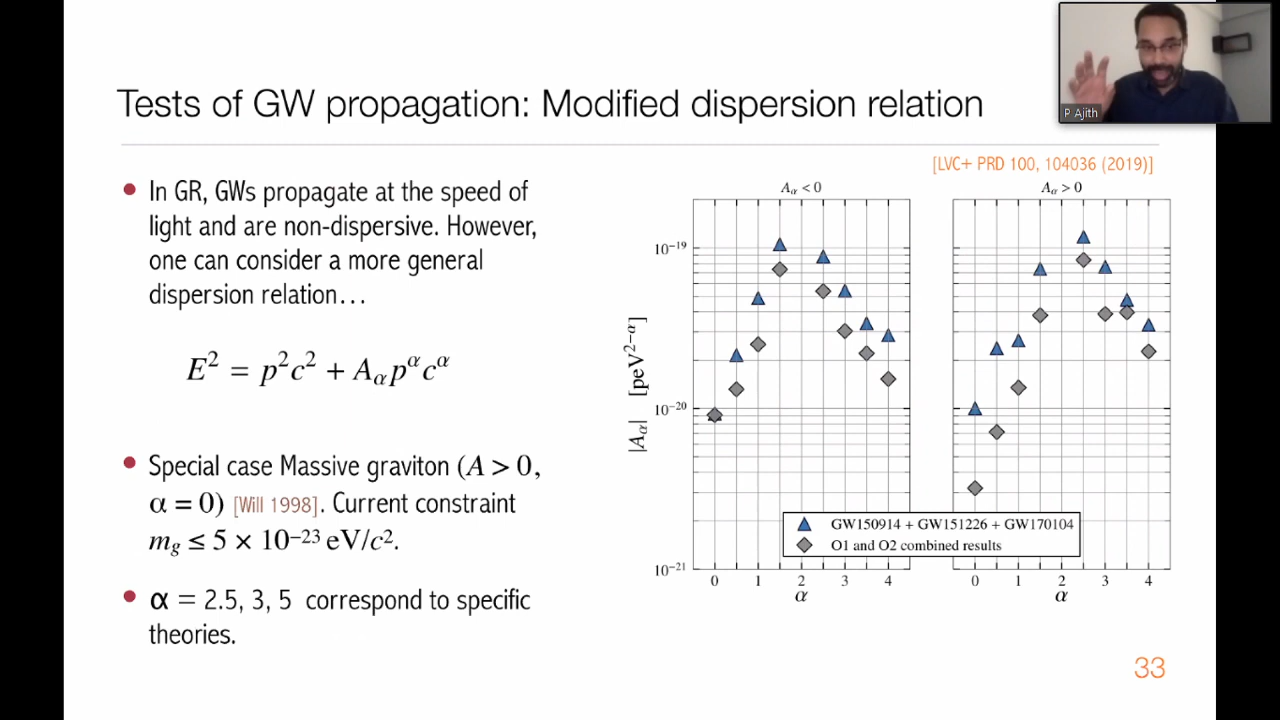 Tests of GW propagation: Modified dispersion relation
P Ajith
[LVC+ PRD 100, 104036 (2019)]
In GR, GWs propagate at the speed of
light and are non-dispersive. However,
one can consider a more general
dispersion relation…
E² = p²c² + A_α p^α c^α
Special case Massive graviton (A > 0,
α = 0) [Will 1998]. Current constraint
m_g ≤ 5 × 10⁻²³ eV/c².
α = 2.5, 3, 5 correspond to specific
theories.
A_α < 0
A_α > 0
|A_α| [peV^{2−α}]
10⁻¹⁹
10⁻²⁰
10⁻²¹
GW150914 + GW151226 + GW170104
O1 and O2 combined results
0 1 2 3 4
α
0 1 2 3 4
α
33